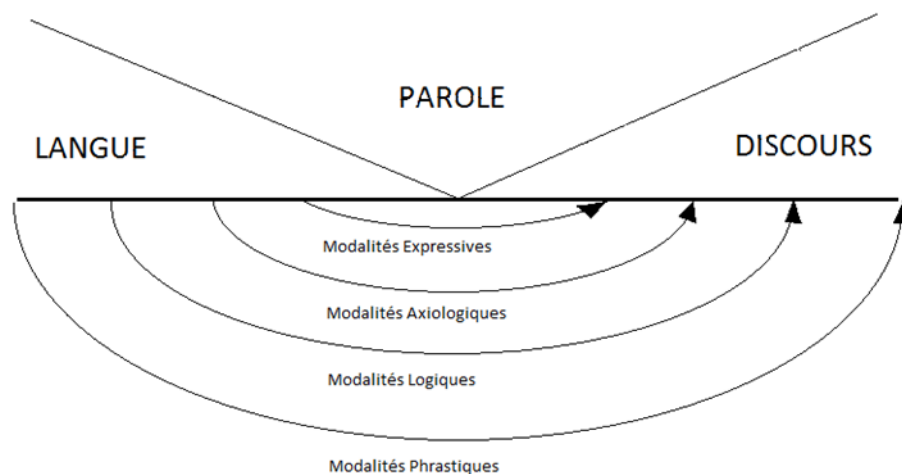 PAROLE
LANGUE
DISCOURS
Modalités Expressives
Modalités Axiologiques
Modalités Logiques
Modalités Phrastiques